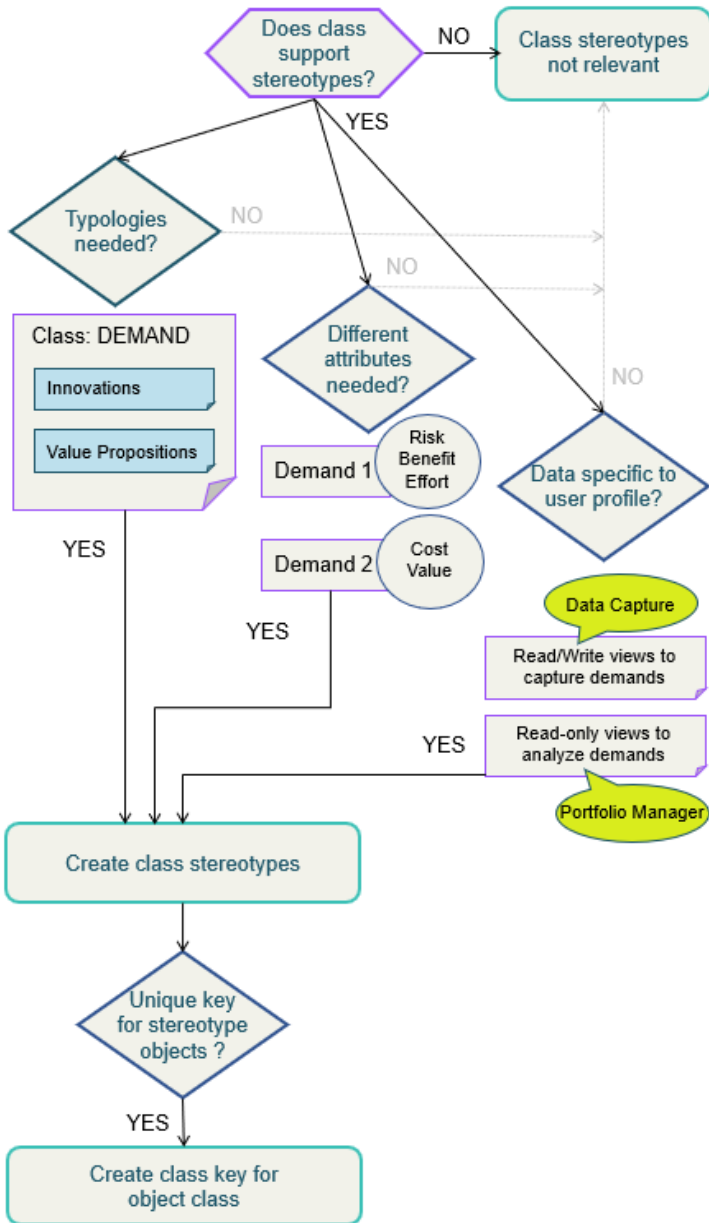 Does class
support
stereotypes?
NO
Class stereotypes
not relevant
YES
Typologies
needed?
NO
NO
Different
attributes
needed?
NO
Class: DEMAND
Innovations
Value Propositions
Risk
Benefit
Effort
Demand 1
Data specific to
user profile?
YES
Cost
Value
Demand 2
YES
Data Capture
Read/Write views to
capture demands
YES
Read-only views to
analyze demands
Portfolio Manager
Create class stereotypes
Unique key
for stereotype
objects ?
YES
Create class key for
object class